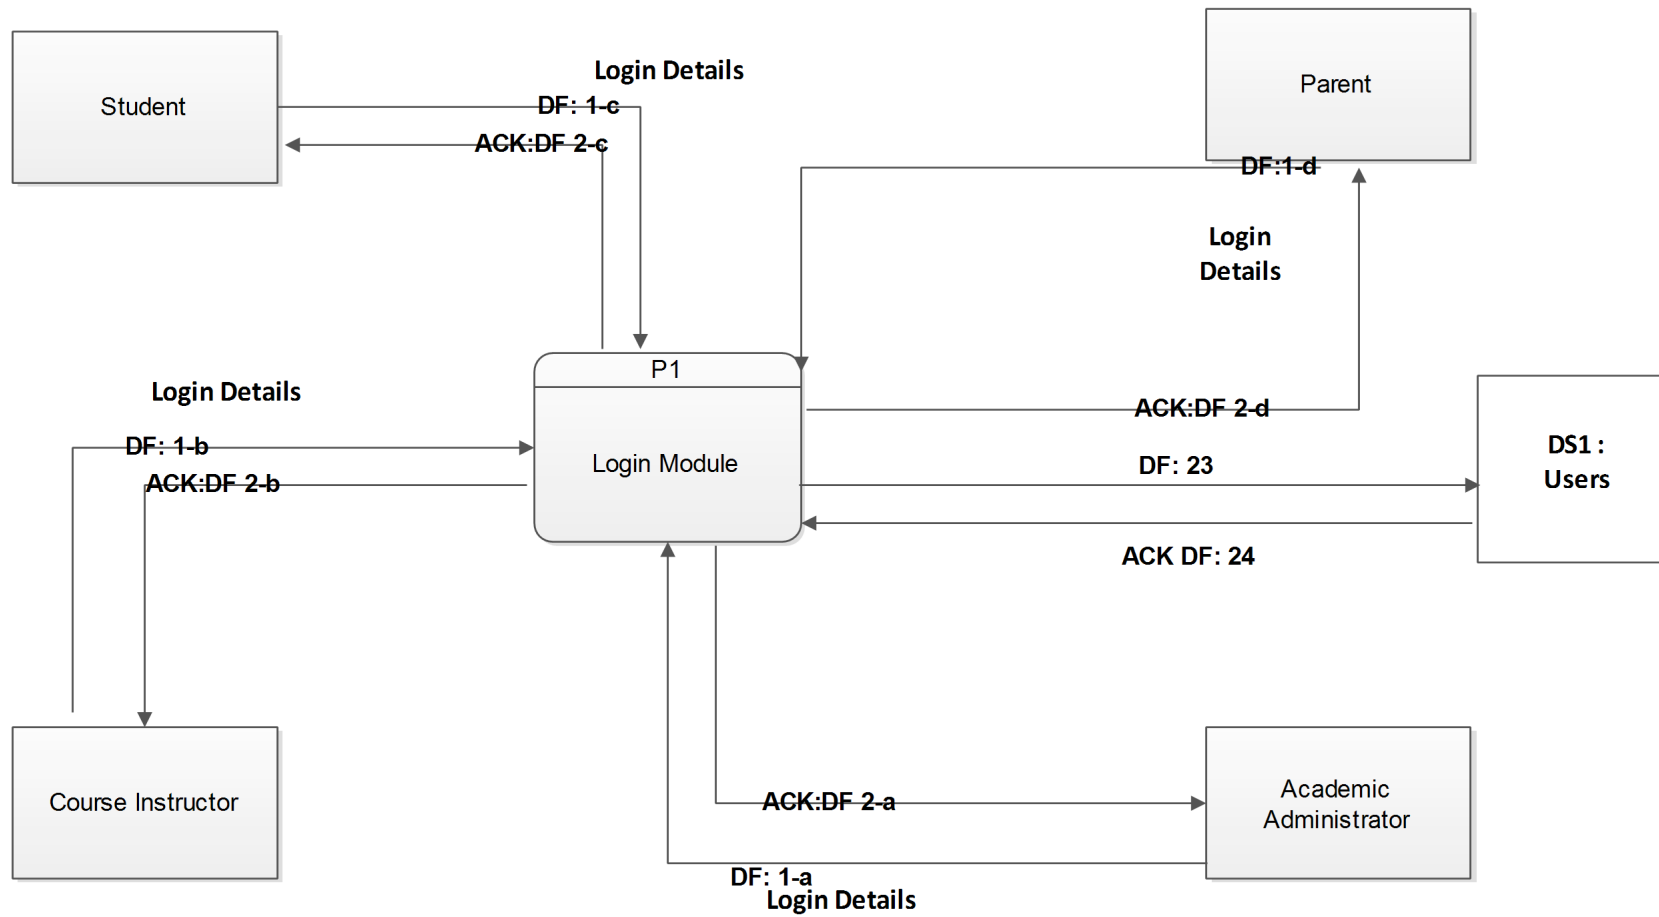 Parent
Login Details
Student
DF: 1-c
ACK:DF 2-c
DF:1-d
Login
Details
P1
Login Module
Login Details
DF: 1-b
ACK:DF 2-b
ACK:DF 2-d
DF: 23
DS1 :
Users
ACK DF: 24
Course Instructor
ACK:DF 2-a
Academic
Administrator
DF: 1-a
Login Details